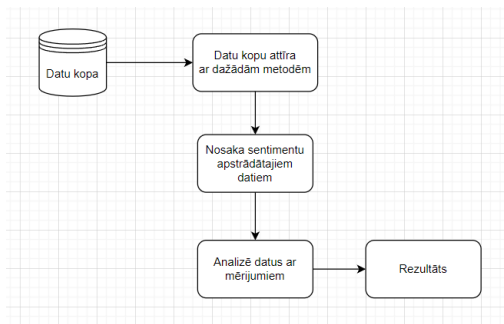 Datu kopa
Datu kopu attīra
ar dažādām metodēm
Nosaka sentimentu
apstrādātajiem
datiem
Analizē datus ar
mērijumiem
Rezultāts